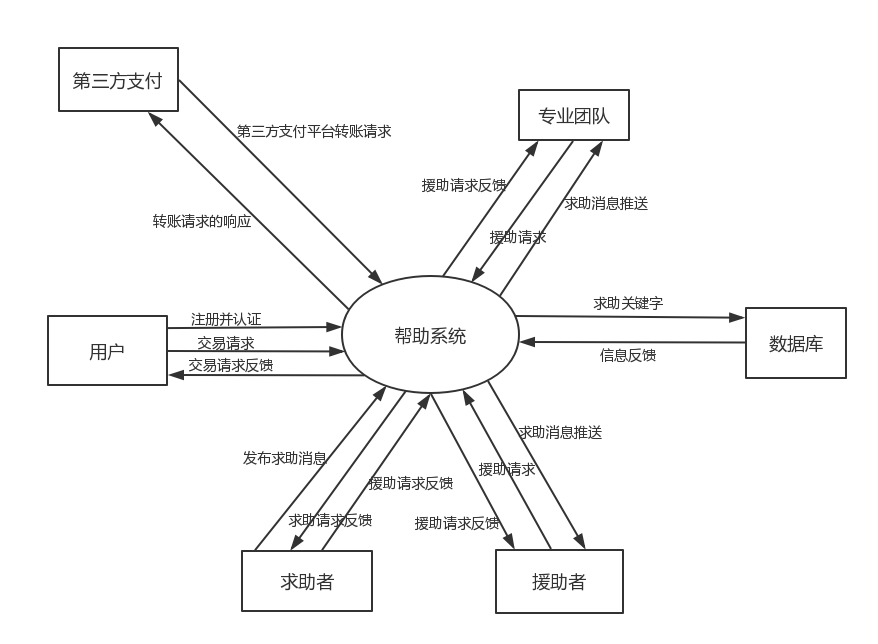 第三方支付
专业团队
第三方支付平台转账请求
援助请求反馈
求助消息推送
转账请求的响应
援助请求
求助关键字
注册并认证
帮助系统
交易请求
用户
数据库
信息反馈
交易请求反馈
求助消息推送
发布求助消息
援助请求
援助请求反馈
求助请求反馈
援助请求反馈
求助者
援助者